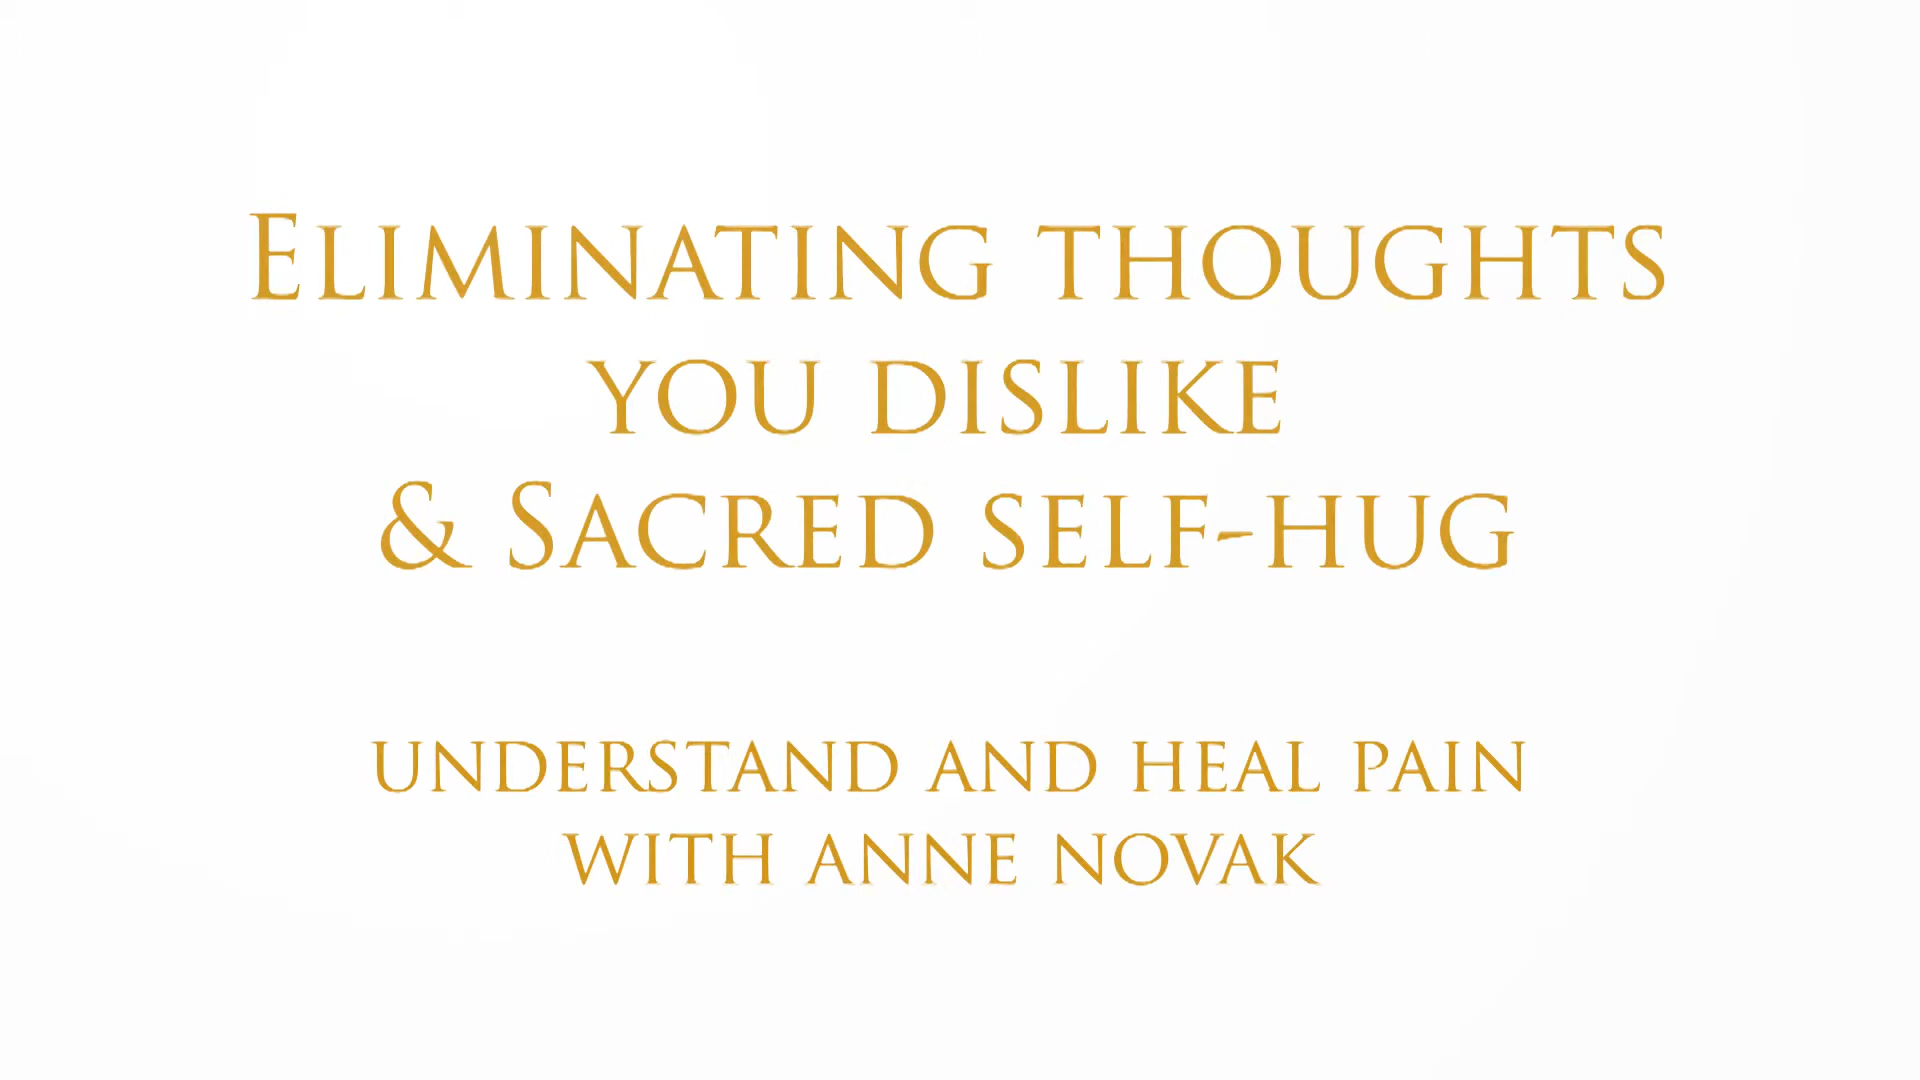 Eliminating thoughts
you dislike
& Sacred self-hug
understand and heal pain
with anne novak